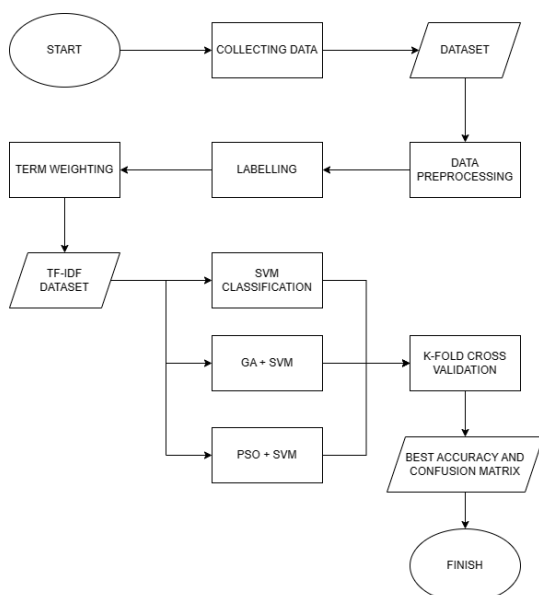 START
COLLECTING DATA
DATASET
TERM WEIGHTING
LABELLING
DATA
PREPROCESSING
TF-IDF
DATASET
SVM
CLASSIFICATION
GA + SVM
K-FOLD CROSS
VALIDATION
PSO + SVM
BEST ACCURACY AND
CONFUSION MATRIX
FINISH